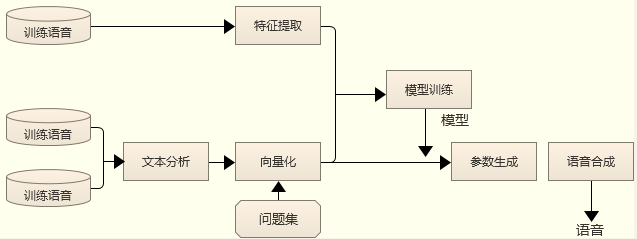 训练语音
特征提取
模型训练
模型
训练语音
训练语音
文本分析
向量化
参数生成
语音合成
问题集
语音